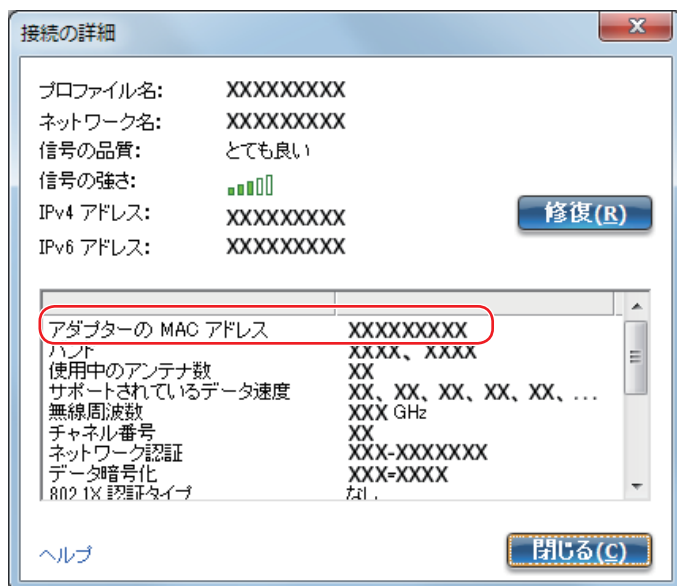 接続の詳細
プロファイル名: XXXXXXXXX
ネットワーク名: XXXXXXXXX
信号の品質: とても良い
信号の強さ:
IPv4 アドレス: XXXXXXXXX
修復(R)
IPv6 アドレス: XXXXXXXXX
アダプターの MAC アドレス XXXXXXXXX
バンド XXXX、XXXX
使用中のアンテナ数 XX
サポートされているデータ速度 XX、XX、XX、XX、XX、...
無線周波数 XXX GHz
チャネル番号 XX
ネットワーク認証 XXX-XXXXXXX
データ暗号化 XXX=XXXX
802.1X 認証タイプ なし
ヘルプ
閉じる(C)